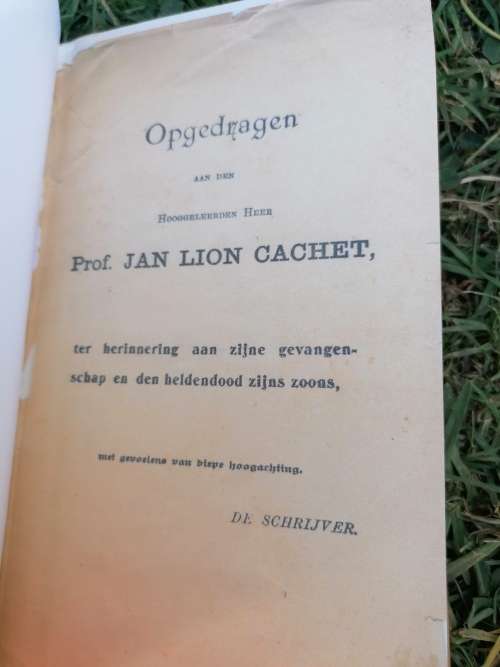 Opgedragen
AAN DEN
HOOGGELEERDEN HEER
Prof. JAN LION CACHET,
ter herinnering aan zijne gevangen-
schap en den heldendood zijns zoons,
met gevoelens van diepe hoogachting.
DE SCHRIJVER.